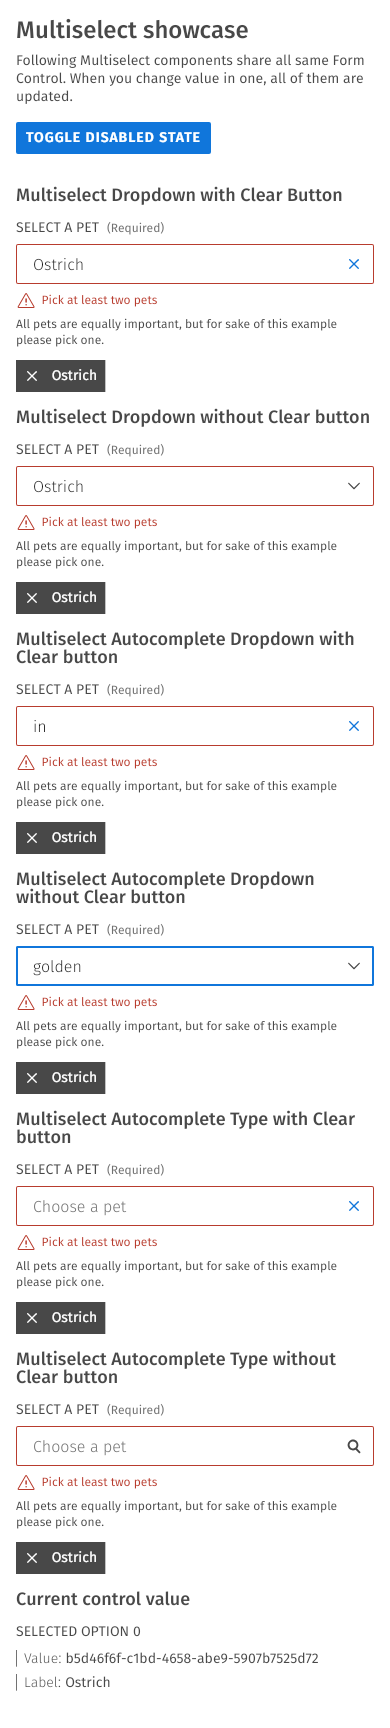 Multiselect showcase
Following Multiselect components share all same Form
Control. When you change value in one, all of them are
updated.
TOGGLE DISABLED STATE
Multiselect Dropdown with Clear Button
SELECT A PET (Required)
Ostrich
Pick at least two pets
All pets are equally important, but for sake of this example
please pick one.
Ostrich
Multiselect Dropdown without Clear button
SELECT A PET (Required)
Ostrich
Pick at least two pets
All pets are equally important, but for sake of this example
please pick one.
Ostrich
Multiselect Autocomplete Dropdown with
Clear button
SELECT A PET (Required)
in
Pick at least two pets
All pets are equally important, but for sake of this example
please pick one.
Ostrich
Multiselect Autocomplete Dropdown
without Clear button
SELECT A PET (Required)
golden
Pick at least two pets
All pets are equally important, but for sake of this example
please pick one.
Ostrich
Multiselect Autocomplete Type with Clear
button
SELECT A PET (Required)
Choose a pet
Pick at least two pets
All pets are equally important, but for sake of this example
please pick one.
Ostrich
Multiselect Autocomplete Type without
Clear button
SELECT A PET (Required)
Choose a pet
Pick at least two pets
All pets are equally important, but for sake of this example
please pick one.
Ostrich
Current control value
SELECTED OPTION 0
Value: b5d46f6f-c1bd-4658-abe9-5907b7525d72
Label: Ostrich